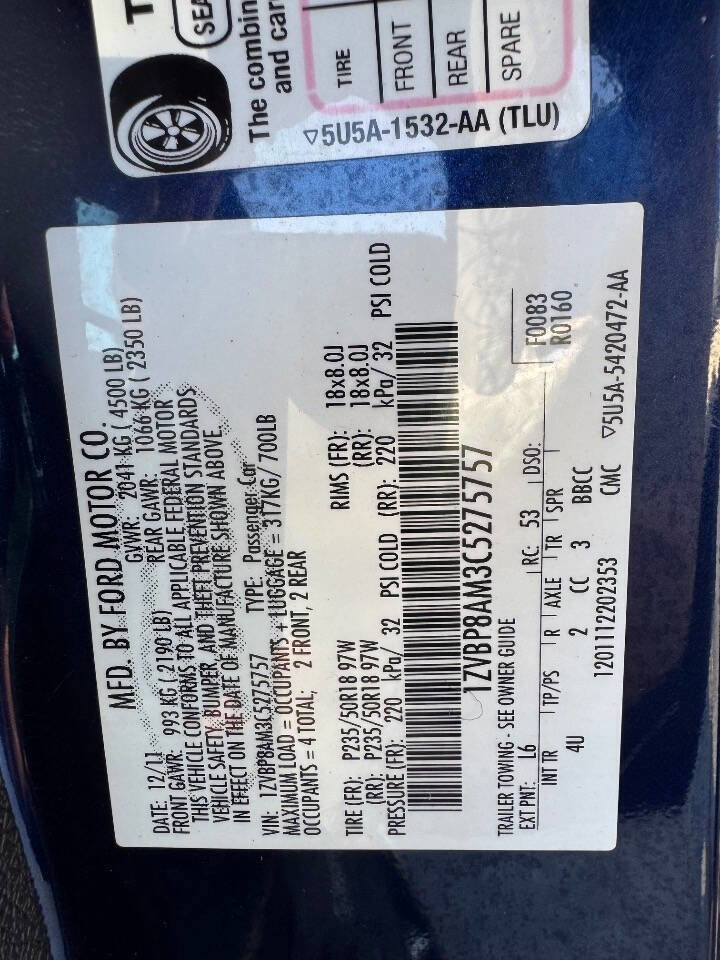 SEA
The combin
and car
TIRE
FRONT
REAR
SPARE
▽5U5A-1532-AA (TLU)
MFD. BY FORD MOTOR CO.
DATE: 12/11 GVWR: 2041 KG ( 4500 LB)
FRONT GAWR: 993 KG ( 2190 LB) REAR GAWR: 1066 KG ( 2350 LB)
THIS VEHICLE CONFORMS TO ALL APPLICABLE FEDERAL MOTOR
VEHICLE SAFETY, BUMPER, AND THEFT PREVENTION STANDARDS
IN EFFECT ON THE DATE OF MANUFACTURE SHOWN ABOVE.
VIN: 1ZVBP8AM3C5275757 TYPE: Passenger Car
MAXIMUM LOAD = OCCUPANTS + LUGGAGE = 317KG/ 700LB
OCCUPANTS = 4 TOTAL; 2 FRONT, 2 REAR
TIRE (FR): P235/50R18 97W RIMS (FR): 18x8.0J
(RR): P235/50R18 97W (RR): 18x8.0J
PRESSURE (FR): 220 kPa/ 32 PSI COLD (RR): 220 kPa/ 32 PSI COLD
1ZVBP8AM3C5275757
TRAILER TOWING - SEE OWNER GUIDE
F0083
R0160
EXT PNT: L6 RC: 53 DSO:
INT TR TP/PS R AXLE TR SPR
4U 2 CC 3 BBCC
1201112202353 CMC ▽5U5A-5420472-AA